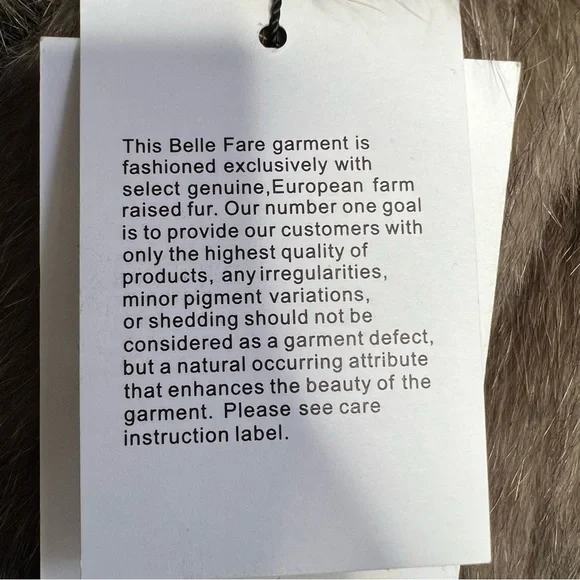 This Belle Fare garment is
fashioned exclusively with
select genuine,European farm
raised fur. Our number one goal
is to provide our customers with
only the highest quality of
products, any irregularities,
minor pigment variations,
or shedding should not be
considered as a garment defect,
but a natural occurring attribute
that enhances the beauty of the
garment. Please see care
instruction label.